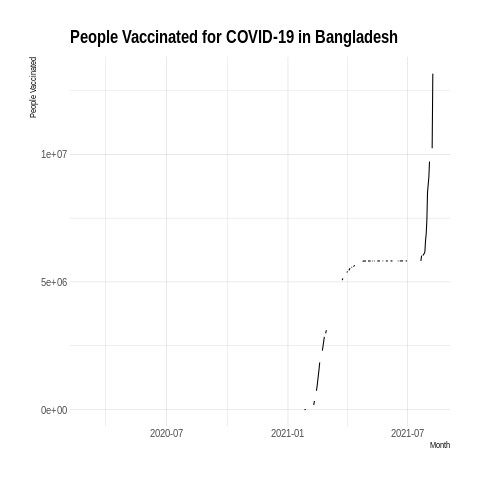 People Vaccinated for COVID-19 in Bangladesh
People Vaccinated
1e+07
5e+06
0e+00
2020-07
2021-01
2021-07
Month